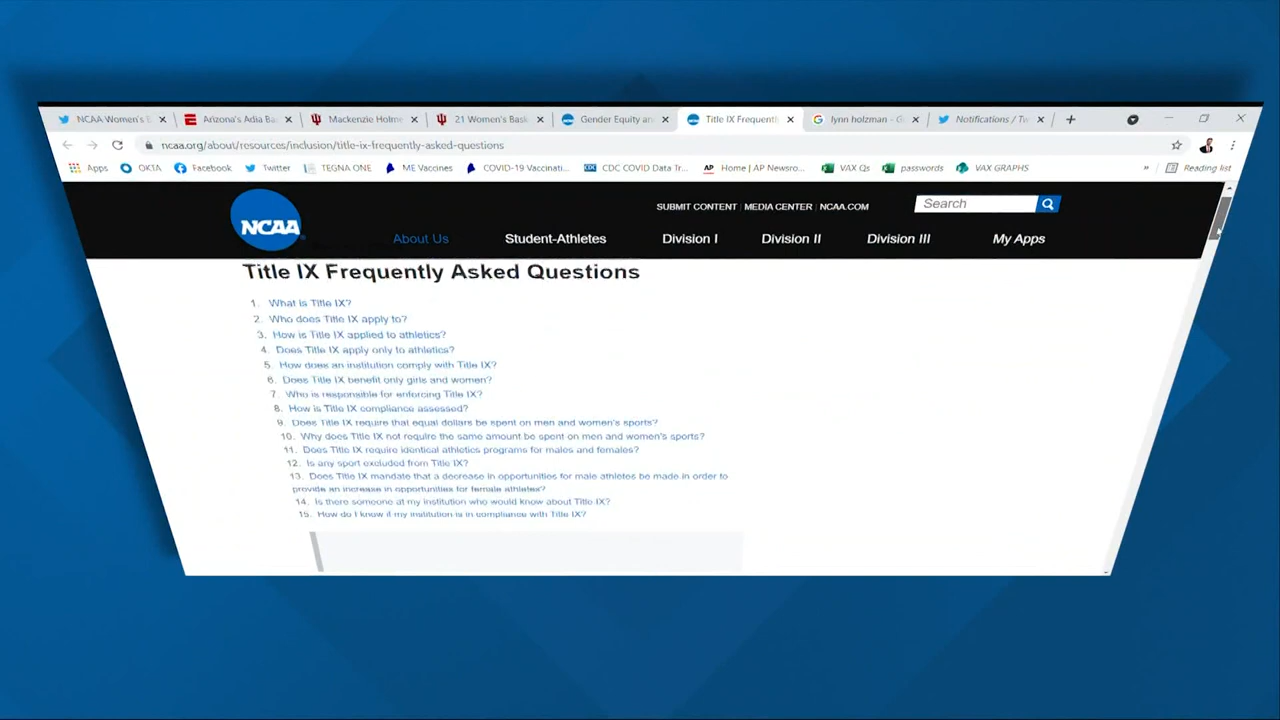 NCAA Women's B
Arizona's Adia Ba
Mackenzie Holme
21 Women's Bask
Gender Equity an
Title IX Frequentl
lynn holzman - G
Notifications / Tw
ncaa.org/about/resources/inclusion/title-ix-frequently-asked-questions
Apps
OKTA
Facebook
Twitter
TEGNA ONE
ME Vaccines
COVID-19 Vaccinati...
CDC COVID Data Tr...
AP Home | AP Newsro...
VAX Qs
passwords
VAX GRAPHS
»
Reading list
NCAA
SUBMIT CONTENT | MEDIA CENTER | NCAA.COM
Search
About Us
Student-Athletes
Division I
Division II
Division III
My Apps
Title IX Frequently Asked Questions
1. What is Title IX?
2. Who does Title IX apply to?
3. How is Title IX applied to athletics?
4. Does Title IX apply only to athletics?
5. How does an institution comply with Title IX?
6. Does Title IX benefit only girls and women?
7. Who is responsible for enforcing Title IX?
8. How is Title IX compliance assessed?
9. Does Title IX require that equal dollars be spent on men and women's sports?
10. Why does Title IX not require the same amount be spent on men and women's sports?
11. Does Title IX require identical athletics programs for males and females?
12. Is any sport excluded from Title IX?
13. Does Title IX mandate that a decrease in opportunities for male athletes be made in order to
provide an increase in opportunities for female athletes?
14. Is there someone at my institution who would know about Title IX?
15. How do I know if my institution is in compliance with Title IX?